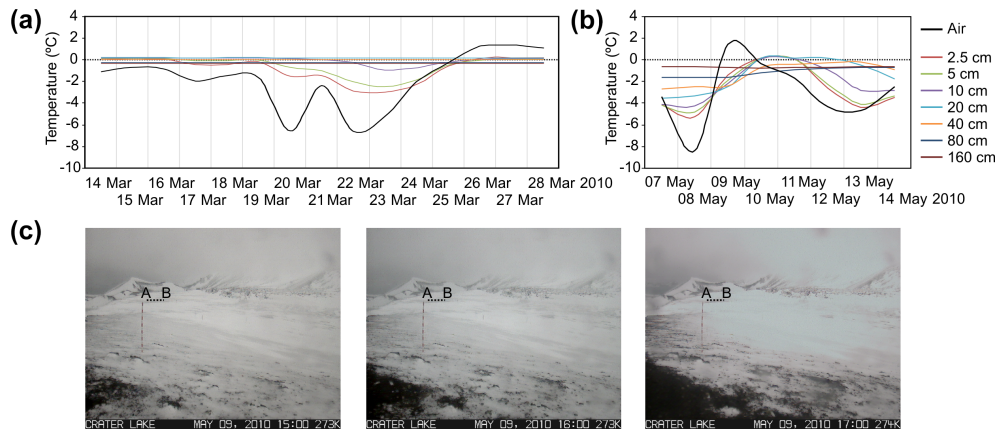 (a)
Temperature (ºC)
4
2
0
-2
-4
-6
-8
-10
14 Mar 16 Mar 18 Mar 20 Mar 22 Mar 24 Mar 26 Mar 28 Mar 2010
15 Mar 17 Mar 19 Mar 21 Mar 23 Mar 25 Mar 27 Mar
(b)
Temperature (ºC)
4
2
0
-2
-4
-6
-8
-10
07 May 09 May 11 May 13 May
08 May 10 May 12 May 14 May 2010
Air
2.5 cm
5 cm
10 cm
20 cm
40 cm
80 cm
160 cm
(c)
A B
CRATER LAKE MAY 09, 2010 15:00 273K
A B
CRATER LAKE MAY 09, 2010 16:00 273K
A B
CRATER LAKE MAY 09, 2010 17:00 274K